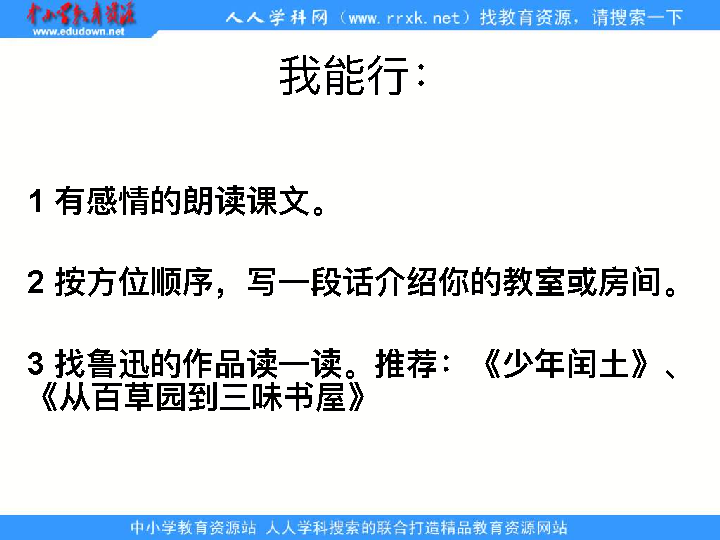 中小学教育资源
www.edudown.net
人人学科网（www.rrxk.net）找教育资源，请搜索一下
我能行：
1 有感情的朗读课文。
2 按方位顺序，写一段话介绍你的教室或房间。
3 找鲁迅的作品读一读。推荐：《少年闰土》、
《从百草园到三味书屋》
中小学教育资源站 人人学科搜索的联合打造精品教育资源网站